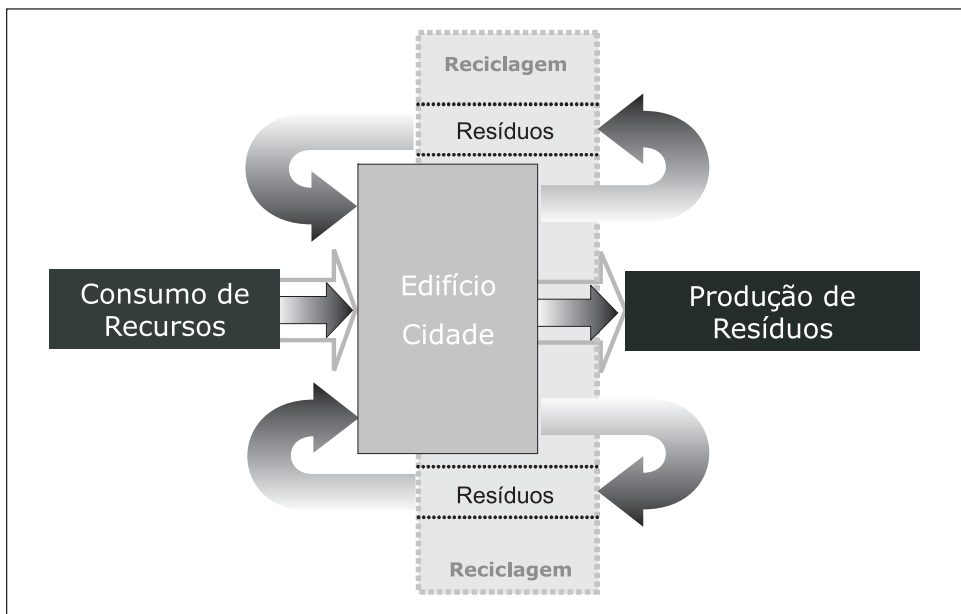 Reciclagem
Resíduos
Consumo de
Recursos
Edifício
Cidade
Produção de
Resíduos
Resíduos
Reciclagem